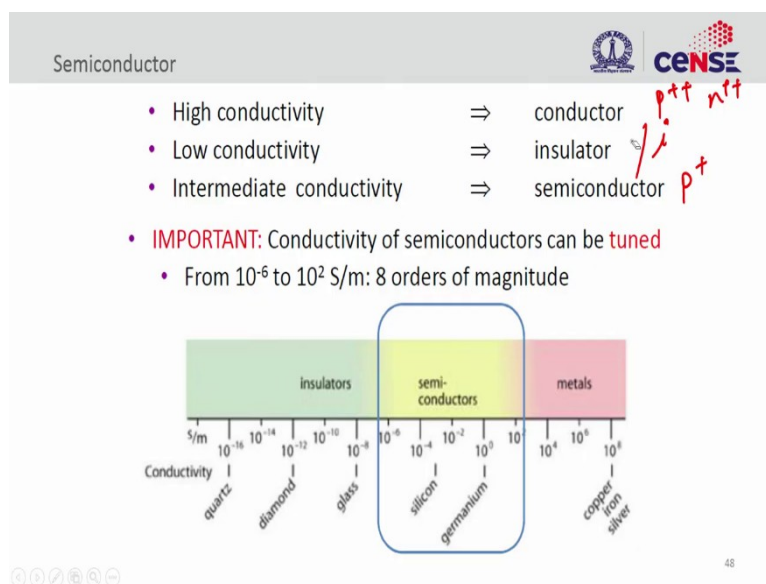 Semiconductor
CeNSE
• High conductivity ⇒ conductor p++ n++
• Low conductivity ⇒ insulator / i
• Intermediate conductivity ⇒ semiconductor p+
• IMPORTANT: Conductivity of semiconductors can be tuned
• From 10⁻⁶ to 10² S/m: 8 orders of magnitude
insulators semi-conductors metals
S/m 10⁻¹⁶ 10⁻¹⁴ 10⁻¹² 10⁻¹⁰ 10⁻⁸ 10⁻⁶ 10⁻⁴ 10⁻² 10⁰ 10² 10⁴ 10⁶ 10⁸
Conductivity
quartz diamond glass silicon germanium copper iron silver
48